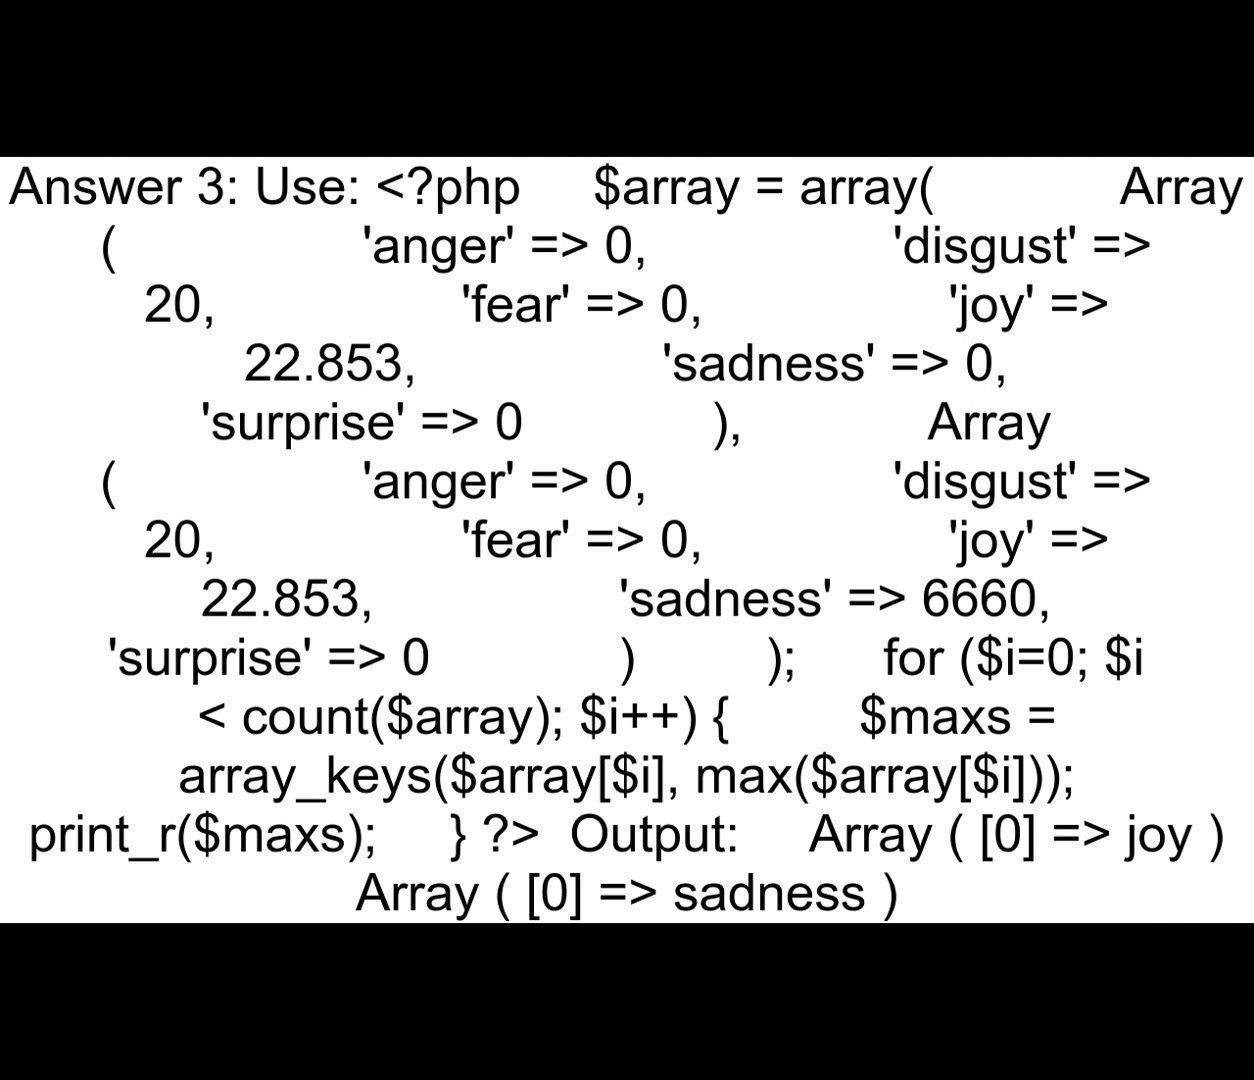 Answer 3: Use: <?php $array = array( Array
( 'anger' => 0, 'disgust' =>
20, 'fear' => 0, 'joy' =>
22.853, 'sadness' => 0,
'surprise' => 0 ), Array
( 'anger' => 0, 'disgust' =>
20, 'fear' => 0, 'joy' =>
22.853, 'sadness' => 6660,
'surprise' => 0 ) ); for ($i=0; $i
< count($array); $i++) { $maxs =
array_keys($array[$i], max($array[$i]));
print_r($maxs); } ?> Output: Array ( [0] => joy )
Array ( [0] => sadness )